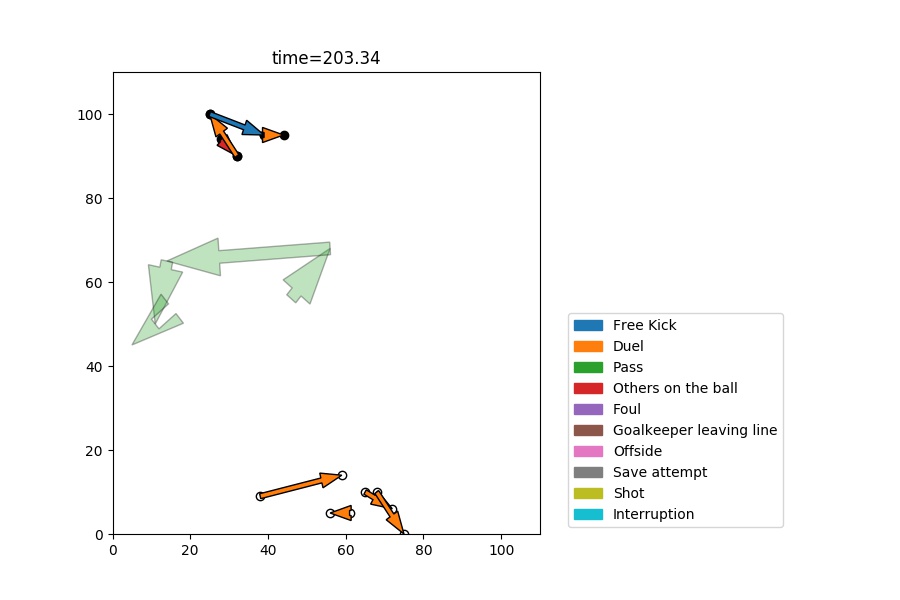 time=203.34
100
80
60
40
20
0
0 20 40 60 80 100
Free Kick
Duel
Pass
Others on the ball
Foul
Goalkeeper leaving line
Offside
Save attempt
Shot
Interruption